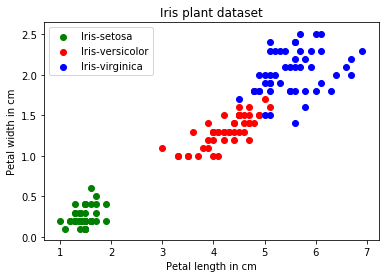 Iris plant dataset
Iris-setosa
Iris-versicolor
Iris-virginica
2.5
2.0
1.5
1.0
0.5
0.0
Petal width in cm
1 2 3 4 5 6 7
Petal length in cm